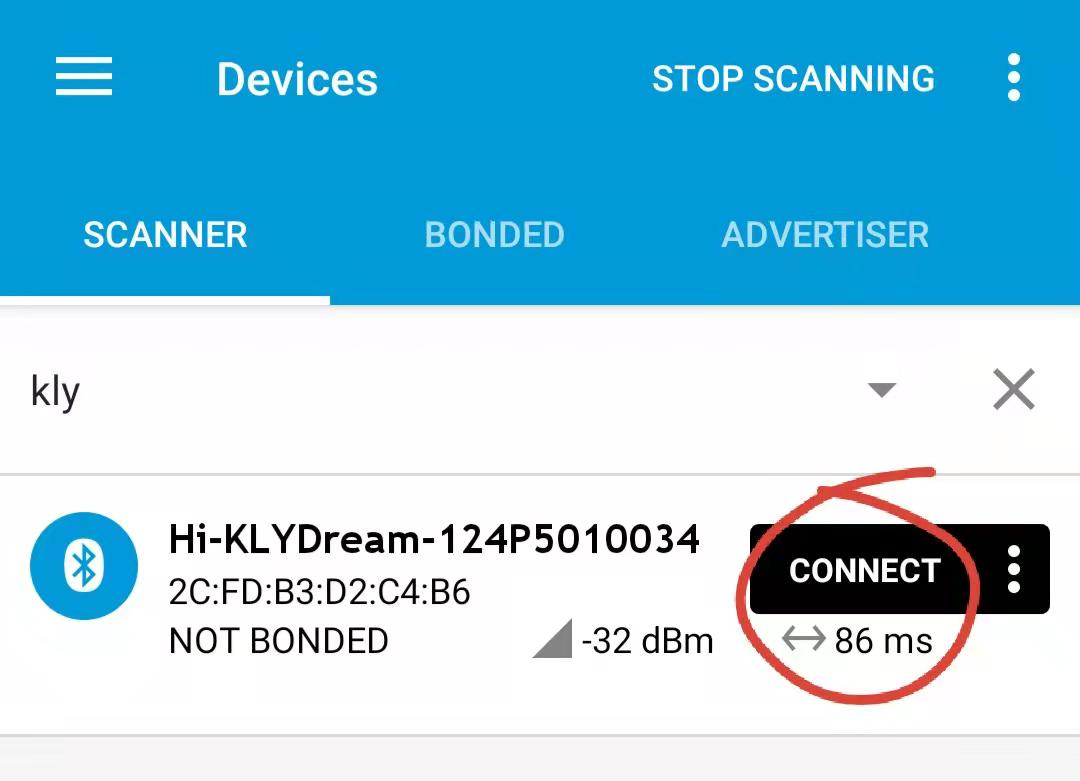 Devices STOP SCANNING
SCANNER BONDED ADVERTISER
kly
Hi-KLYDream-124P5010034
CONNECT
2C:FD:B3:D2:C4:B6
NOT BONDED -32 dBm 86 ms